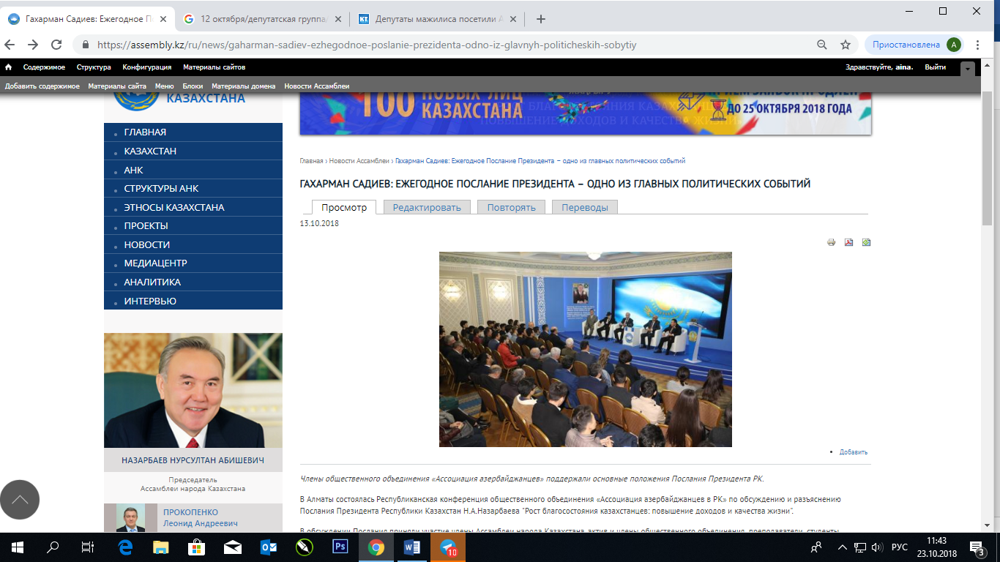 Гахарман Садиев: Ежегодное П
12 октября/депутатская группа
Депутаты мажилиса посетили А
https://assembly.kz/ru/news/gaharman-sadiev-ezhegodnoe-poslanie-prezidenta-odno-iz-glavnyh-politicheskih-sobytiy
Приостановлена
A
Содержимое Структура Конфигурация Материалы сайтов
Здравствуйте, aina. Выйти
Добавить содержимое Материалы сайта Меню Блоки Материалы домена Новости Ассамблеи
КАЗАХСТАНА
100 НОВЫХ ЛИЦ
КАЗАХСТАНА
ДО 25 ОКТЯБРЯ 2018 ГОДА
ПОВЫШЕНИЕ ДОХОДОВ И КАЧЕСТВА ЖИЗНИ
ГЛАВНАЯ
КАЗАХСТАН
АНК
СТРУКТУРЫ АНК
ЭТНОСЫ КАЗАХСТАНА
ПРОЕКТЫ
НОВОСТИ
МЕДИАЦЕНТР
АНАЛИТИКА
ИНТЕРВЬЮ
НАЗАРБАЕВ НУРСУЛТАН АБИШЕВИЧ
Председатель
Ассамблеи народа Казахстана
ПРОКОПЕНКО
Леонид Андреевич
Главная › Новости Ассамблеи › Гахарман Садиев: Ежегодное Послание Президента – одно из главных политических событий
ГАХАРМАН САДИЕВ: ЕЖЕГОДНОЕ ПОСЛАНИЕ ПРЕЗИДЕНТА – ОДНО ИЗ ГЛАВНЫХ ПОЛИТИЧЕСКИХ СОБЫТИЙ
Просмотр Редактировать Повторять Переводы
13.10.2018
Добавить
Члены общественного объединения «Ассоциация азербайджанцев» поддержали основные положения Послания Президента РК.
В Алматы состоялась Республиканская конференция общественного объединения «Ассоциация азербайджанцев в РК» по обсуждению и разъяснению
Послания Президента Республики Казахстан Н.А.Назарбаева "Рост благосостояния казахстанцев: повышение доходов и качества жизни".
В обсуждении Послания приняли участие члены Ассамблеи народа Казахстана, актив и члены общественного объединения, преподаватели, студенты
Ps
10
РУС
11:43
23.10.2018
3